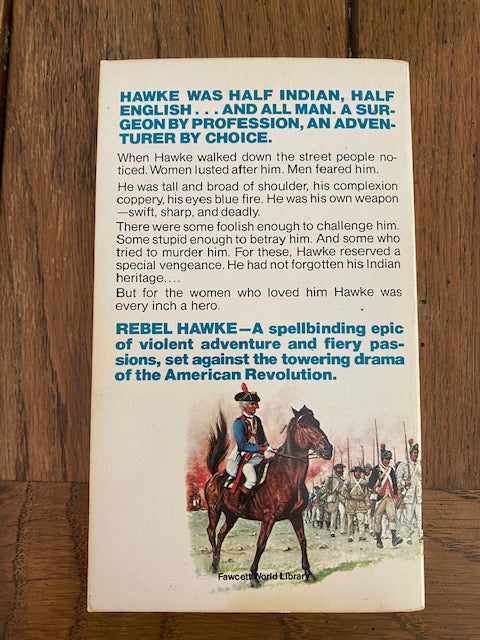 HAWKE WAS HALF INDIAN, HALF
ENGLISH . . . AND ALL MAN. A SUR-
GEON BY PROFESSION, AN ADVEN-
TURER BY CHOICE.
When Hawke walked down the street people no-
ticed. Women lusted after him. Men feared him.
He was tall and broad of shoulder, his complexion
coppery, his eyes blue fire. He was his own weapon
—swift, sharp, and deadly.
There were some foolish enough to challenge him.
Some stupid enough to betray him. And some who
tried to murder him. For these, Hawke reserved a
special vengeance. He had not forgotten his Indian
heritage....
But for the women who loved him Hawke was
every inch a hero.
REBEL HAWKE—A spellbinding epic
of violent adventure and fiery pas-
sions, set against the towering drama
of the American Revolution.
Fawcett World Library